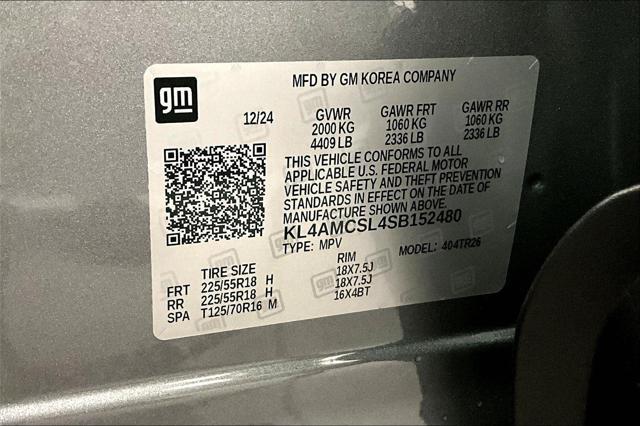 gm
MFD BY GM KOREA COMPANY
12/24 GVWR GAWR FRT GAWR RR
2000 KG 1060 KG 1060 KG
4409 LB 2336 LB 2336 LB
THIS VEHICLE CONFORMS TO ALL
APPLICABLE U.S. FEDERAL MOTOR
VEHICLE SAFETY AND THEFT PREVENTION
STANDARDS IN EFFECT ON THE DATE OF
MANUFACTURE SHOWN ABOVE.
KL4AMCSL4SB152480
TYPE: MPV MODEL: 404TR26
TIRE SIZE RIM
FRT 225/55R18 H 18X7.5J
RR 225/55R18 H 18X7.5J
SPA T125/70R16 M 16X4BT